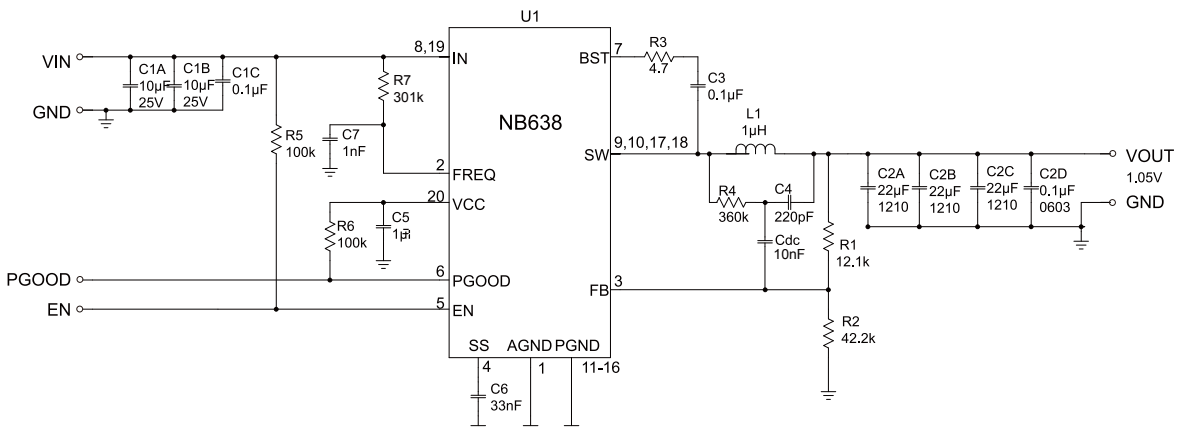 U1
NB638
VIN
GND
C1A
10µF
25V
C1B
10µF
25V
C1C
0.1µF
8,19
IN
R7
301k
R5
100k
C7
1nF
2
FREQ
20
VCC
R6
100k
C5
PGOOD
6
PGOOD
EN
5
EN
SS
4
C6
33nF
AGND
1
PGND
11-16
BST
7
R3
4.7
C3
0.1µF
SW
9,10,17,18
L1
1µH
R4
360k
C4
220pF
Cdc
10nF
FB
3
R1
12.1k
R2
42.2k
C2A
22µF
1210
C2B
22µF
1210
C2C
22µF
1210
C2D
0.1µF
0603
VOUT
1.05V
GND